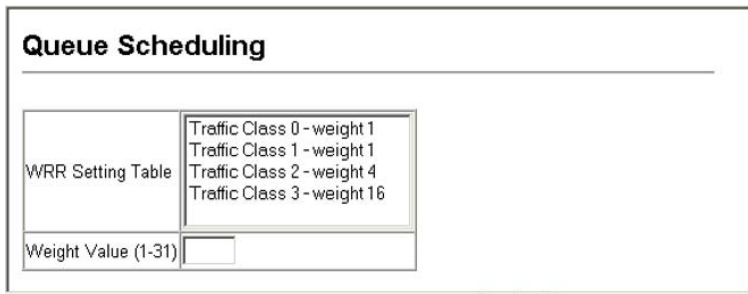 Queue Scheduling
WRR Setting Table
Traffic Class 0 - weight 1
Traffic Class 1 - weight 1
Traffic Class 2 - weight 4
Traffic Class 3 - weight 16
Weight Value (1-31)